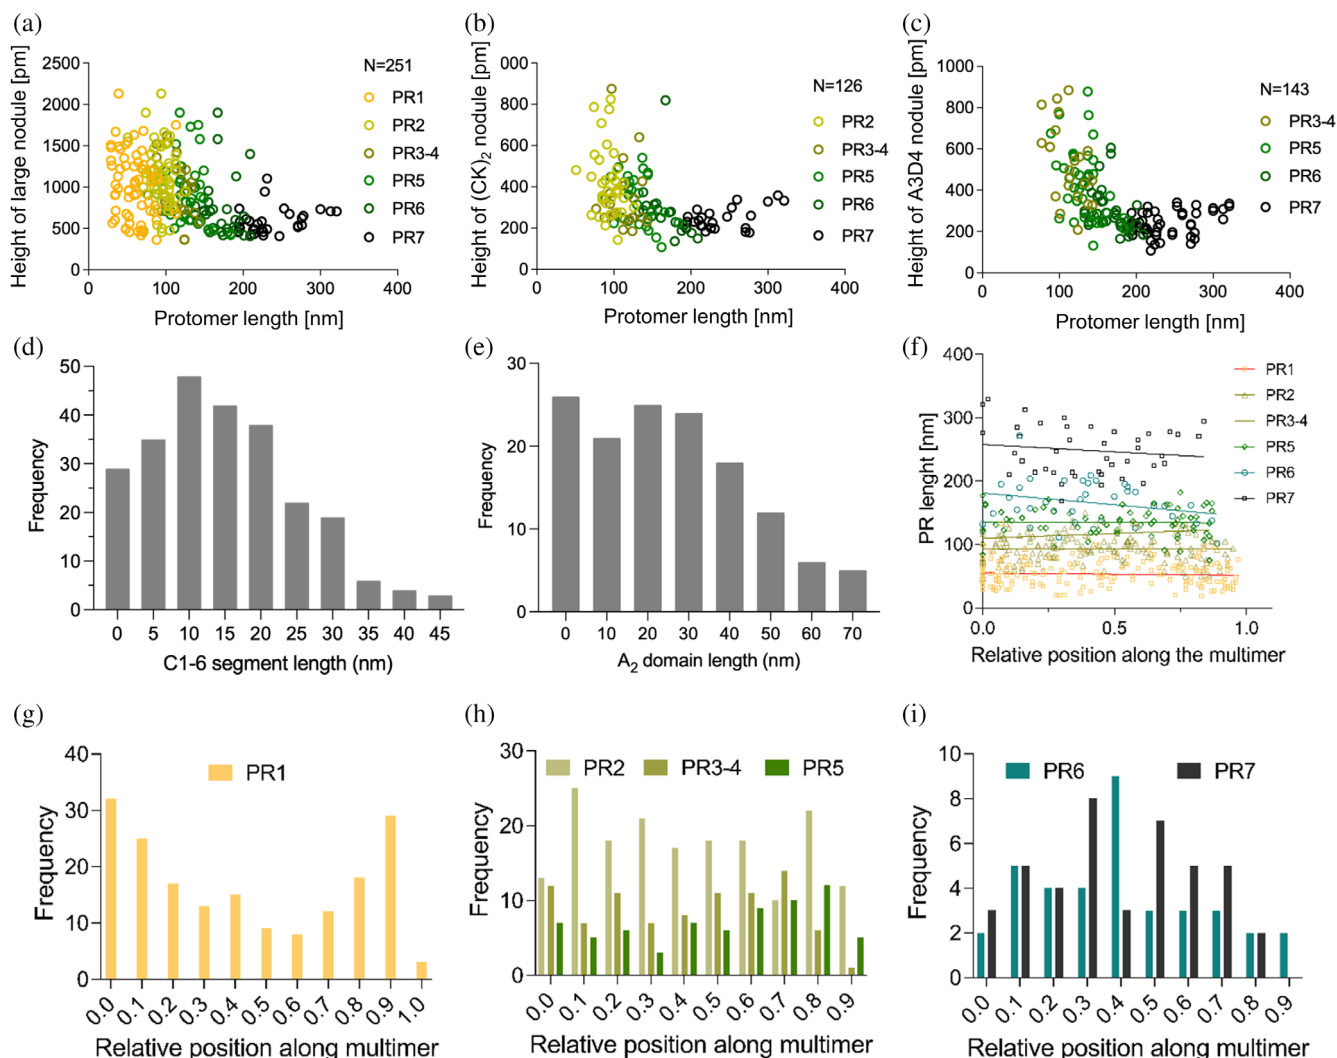 (a)
Height of large nodule [pm]
2500
2000
1500
1000
500
0
0 100 200 300 400
Protomer length [nm]
N=251
PR1
PR2
PR3-4
PR5
PR6
PR7
(b)
Height of (CK)2 nodule [pm]
000
800
600
400
200
0
0 100 200 300 400
Protomer length [nm]
N=126
PR2
PR3-4
PR5
PR6
PR7
(c)
Height of A3D4 nodule [pm]
1000
800
600
400
200
0
0 100 200 300 400
Protomer length [nm]
N=143
PR3-4
PR5
PR6
PR7
(d)
Frequency
50
40
30
20
10
0
0 5 10 15 20 25 30 35 40 45
C1-6 segment length (nm)
(e)
Frequency
30
20
10
0
0 10 20 30 40 50 60 70
A2 domain length (nm)
(f)
PR lenght [nm]
400
300
200
100
0
0.0 0.5 1.0
Relative position along the multimer
PR1
PR2
PR3-4
PR5
PR6
PR7
(g)
Frequency
40
30
20
10
0
PR1
0.0 0.1 0.2 0.3 0.4 0.5 0.6 0.7 0.8 0.9 1.0
Relative position along multimer
(h)
Frequency
30
20
10
0
PR2 PR3-4 PR5
0.0 0.1 0.2 0.3 0.4 0.5 0.6 0.7 0.8 0.9
Relative position along multimer
(i)
Frequency
10
8
6
4
2
0
PR6 PR7
0.0 0.1 0.2 0.3 0.4 0.5 0.6 0.7 0.8 0.9
Relative position along multimer